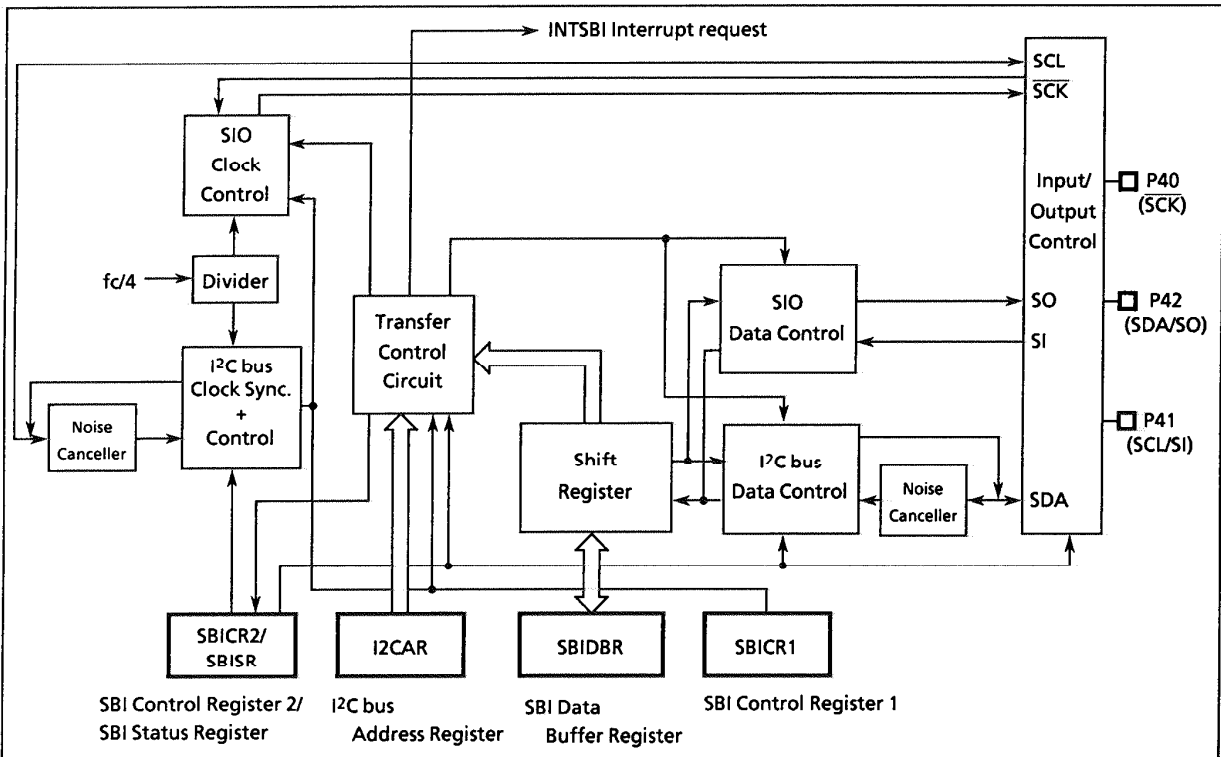 INTSBI Interrupt request
SCL
SCK
SIO
Clock
Control
Input/
Output
Control
P40
(SCK)
fc/4
Divider
Transfer
Control
Circuit
SIO
Data Control
SO
SI
P42
(SDA/SO)
I²C bus
Clock Sync.
+
Control
Noise
Canceller
Shift
Register
I²C bus
Data Control
Noise
Canceller
SDA
P41
(SCL/SI)
SBICR2/
SBISR
I2CAR
SBIDBR
SBICR1
SBI Control Register 2/
SBI Status Register
I²C bus
Address Register
SBI Data
Buffer Register
SBI Control Register 1